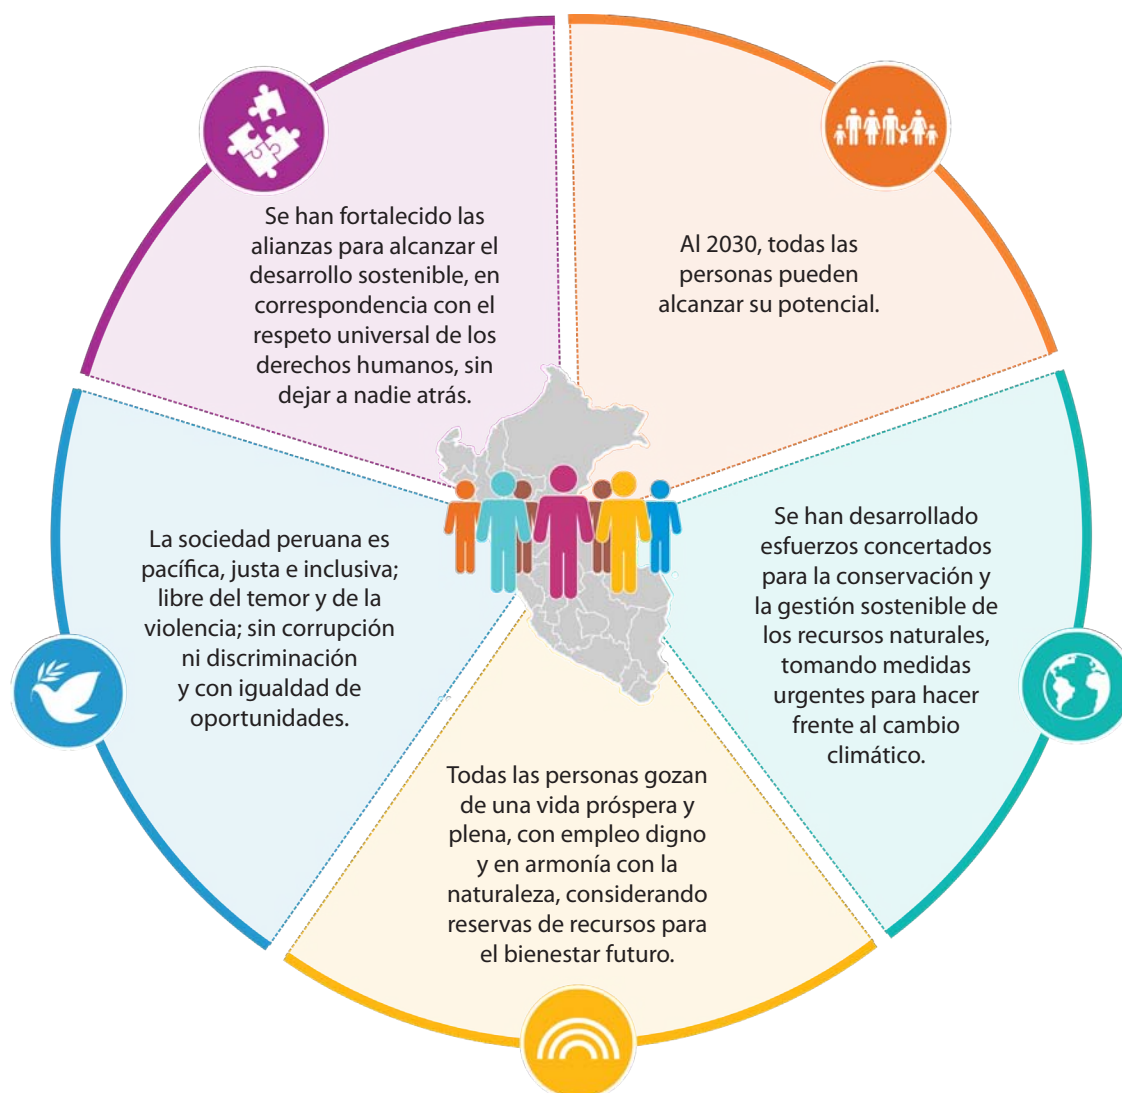 Se han fortalecido las
alianzas para alcanzar el
desarrollo sostenible, en
correspondencia con el
respeto universal de los
derechos humanos, sin
dejar a nadie atrás.
Al 2030, todas las
personas pueden
alcanzar su potencial.
Se han desarrollado
esfuerzos concertados
para la conservación y
la gestión sostenible de
los recursos naturales,
tomando medidas
urgentes para hacer
frente al cambio
climático.
Todas las personas gozan
de una vida próspera y
plena, con empleo digno
y en armonía con la
naturaleza, considerando
reservas de recursos para
el bienestar futuro.
La sociedad peruana es
pacífica, justa e inclusiva;
libre del temor y de la
violencia; sin corrupción
ni discriminación
y con igualdad de
oportunidades.